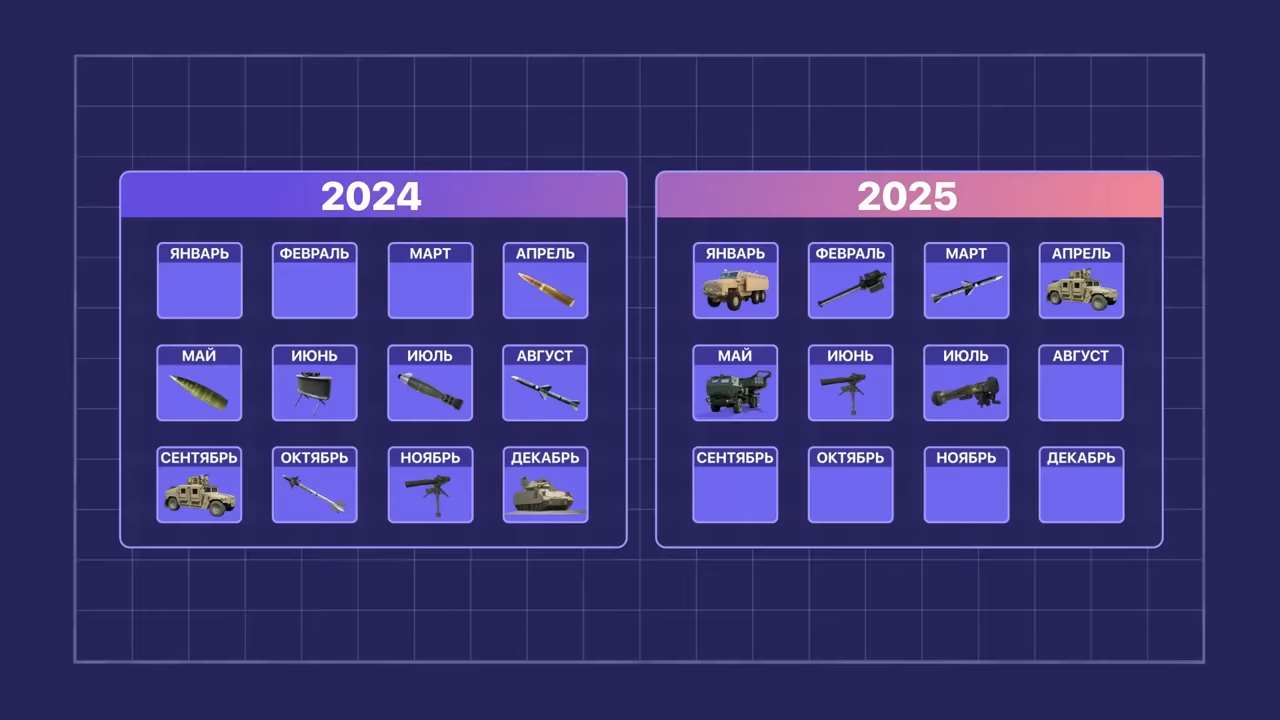 2024
ЯНВАРЬ ФЕВРАЛЬ МАРТ АПРЕЛЬ
МАЙ ИЮНЬ ИЮЛЬ АВГУСТ
СЕНТЯБРЬ ОКТЯБРЬ НОЯБРЬ ДЕКАБРЬ
2025
ЯНВАРЬ ФЕВРАЛЬ МАРТ АПРЕЛЬ
МАЙ ИЮНЬ ИЮЛЬ АВГУСТ
СЕНТЯБРЬ ОКТЯБРЬ НОЯБРЬ ДЕКАБРЬ